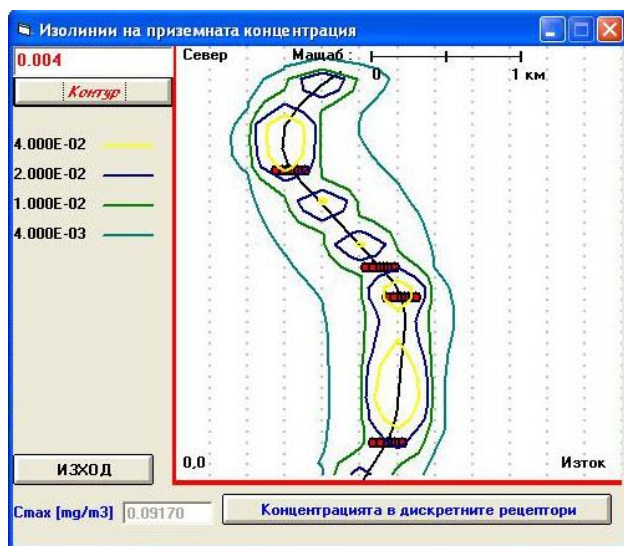 Изолинии на приземната концентрация
0.004
Север Мащаб :
0 1 км
Контур
4.000E-02
2.000E-02
1.000E-02
4.000E-03
0,0 Изток
ИЗХОД
Cmax [mg/m3] 0.09170 Концентрацията в дискретните рецептори